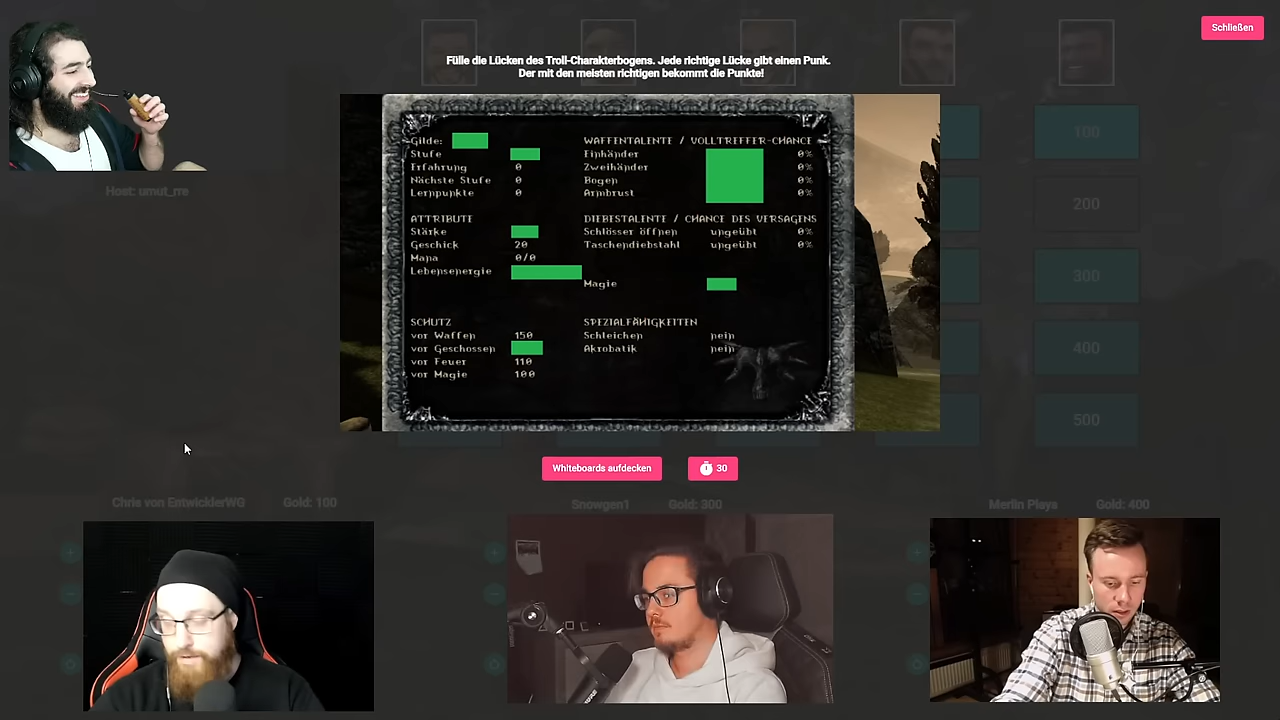 Schließen
Fülle die Lücken des Troll-Charakterbogens. Jede richtige Lücke gibt einen Punk.
Der mit den meisten richtigen bekommt die Punkte!
Gilde:
Stufe
Erfahrung 0
Nächste Stufe 0
Lernpunkte 0
WAFFENTALENTE / VOLLTREFFER-CHANCE
Einhänder 0%
Zweihänder 0%
Bogen 0%
Armbrust 0%
ATTRIBUTE
Stärke
Geschick 20
Mana 0/0
Lebensenergie
DIEBESTALENTE / CHANCE DES VERSAGENS
Schlösser öffnen ungeübt 0%
Taschendiebstahl ungeübt 0%
Magie
SCHUTZ
vor Waffen 150
vor Geschossen
vor Feuer 110
vor Magie 100
SPEZIALFÄHIGKEITEN
Schleichen nein
Akrobatik nein
100
200
300
400
500
Host: umut_rre
Whiteboards aufdecken
30
Chris von EntwicklerWG Gold: 100
Snowgen1 Gold: 300
Merlin Plays Gold: 400